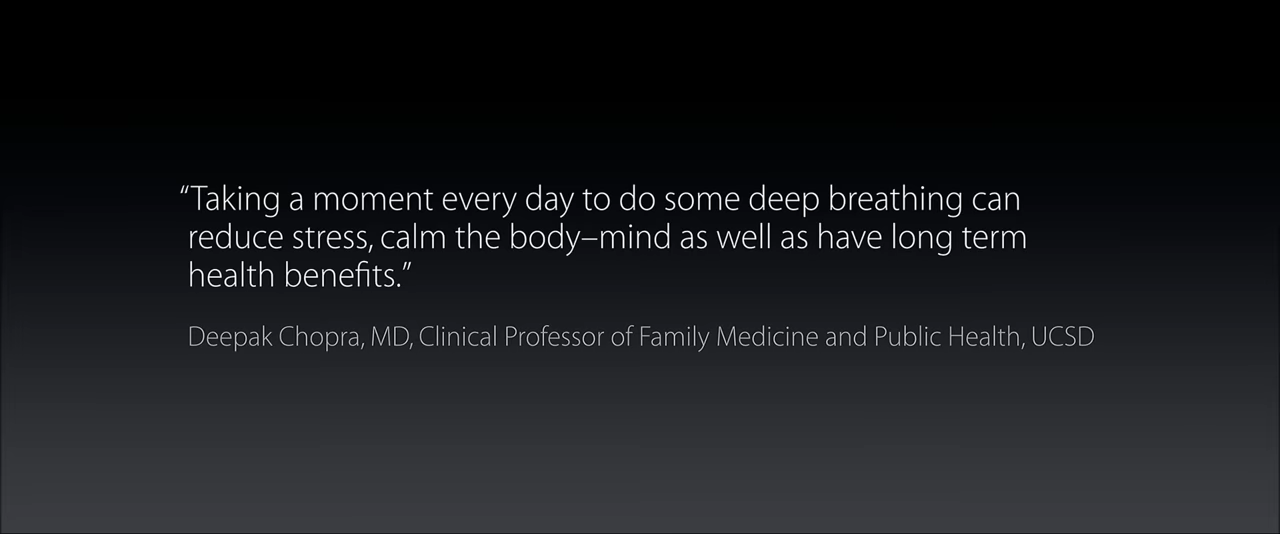 “Taking a moment every day to do some deep breathing can
reduce stress, calm the body–mind as well as have long term
health benefits.”
Deepak Chopra, MD, Clinical Professor of Family Medicine and Public Health, UCSD